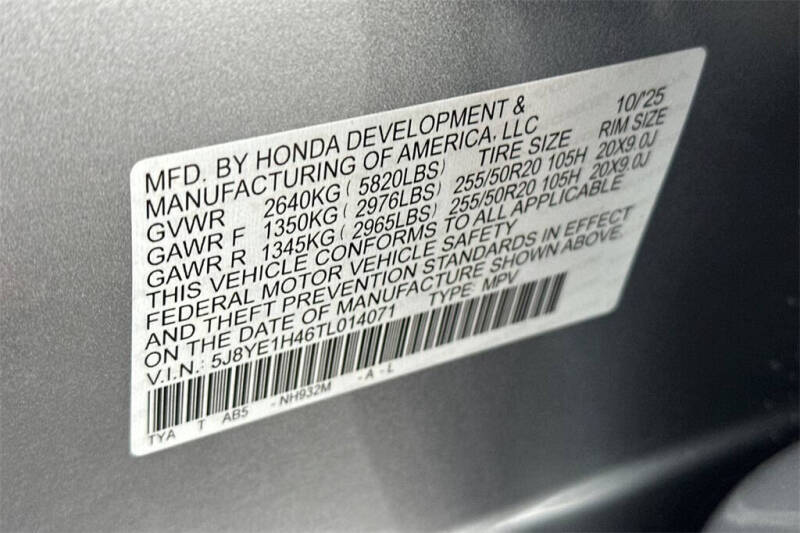 MFD. BY HONDA DEVELOPMENT & 10/'25
MANUFACTURING OF AMERICA, LLC
TIRE SIZE RIM SIZE
GVWR 2640KG ( 5820LBS)
GAWR F 1350KG ( 2976LBS) 255/50R20 105H 20X9.0J
GAWR R 1345KG ( 2965LBS) 255/50R20 105H 20X9.0J
THIS VEHICLE CONFORMS TO ALL APPLICABLE
FEDERAL MOTOR VEHICLE SAFETY
AND THEFT PREVENTION STANDARDS IN EFFECT
ON THE DATE OF MANUFACTURE SHOWN ABOVE.
V.I.N.: 5J8YE1H46TL014071 TYPE: MPV
TYA T AB5 - NH932M - A - L